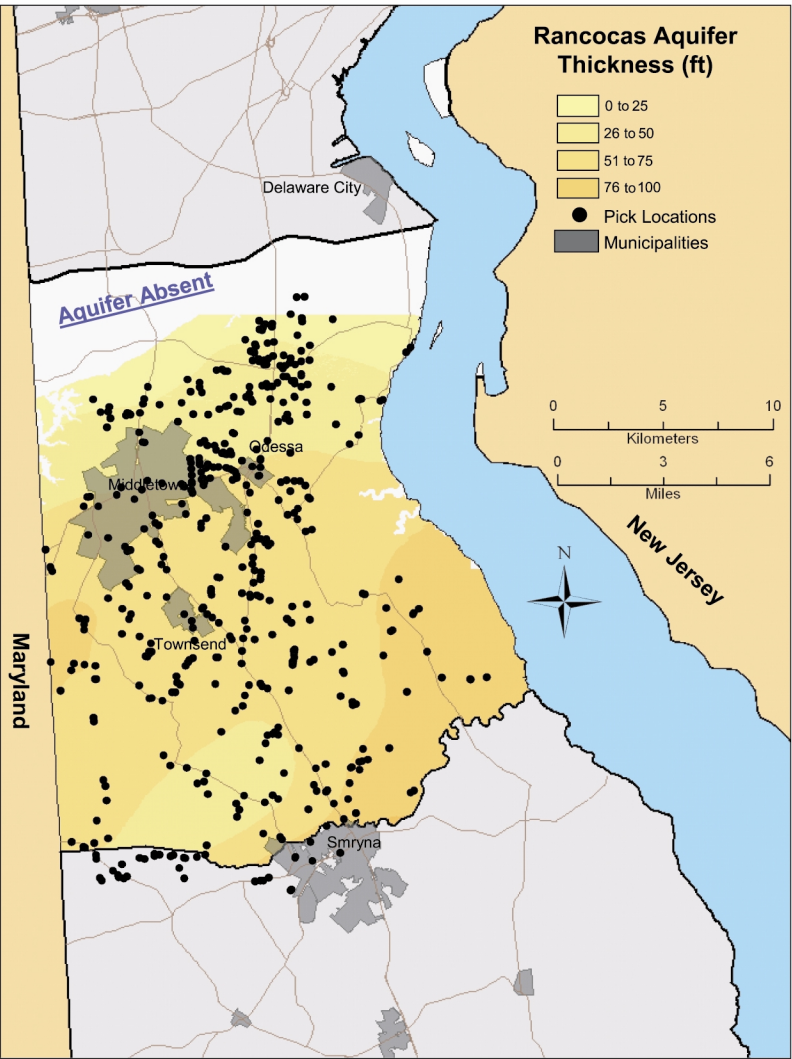 Rancocas Aquifer
Thickness (ft)
0 to 25
26 to 50
51 to 75
76 to 100
Pick Locations
Municipalities
Delaware City
Aquifer Absent
0 5 10
Kilometers
0 3 6
Miles
Odessa
Middletown
New Jersey
N
Townsend
Maryland
Smryna